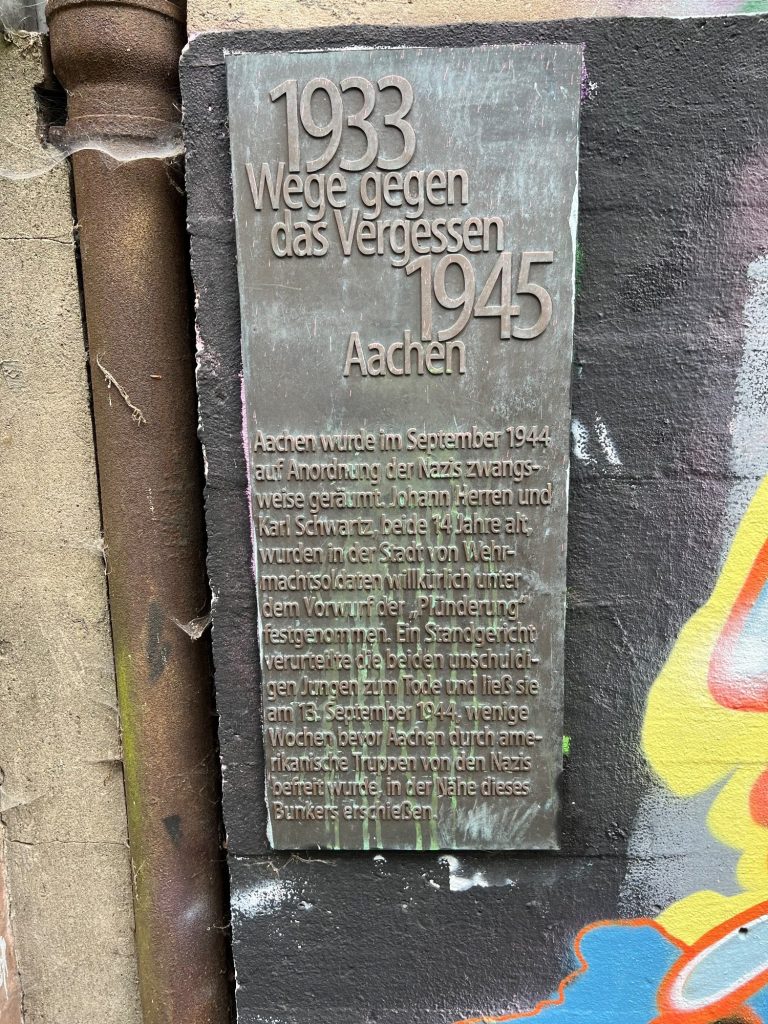 1933
Wege gegen
das Vergessen
1945
Aachen
Aachen wurde im September 1944
auf Anordnung der Nazis zwangs-
weise geräumt. Johann Herren und
Karl Schwartz, beide 14 Jahre alt,
wurden in der Stadt von Wehr-
machtsoldaten willkürlich unter
dem Vorwurf der „Plünderung“
festgenommen. Ein Standgericht
verurteilte die beiden unschuldi-
gen Jungen zum Tode und ließ sie
am 13. September 1944, wenige
Wochen bevor Aachen durch ame-
rikanische Truppen von den Nazis
befreit wurde, in der Nähe dieses
Bunkers erschießen.